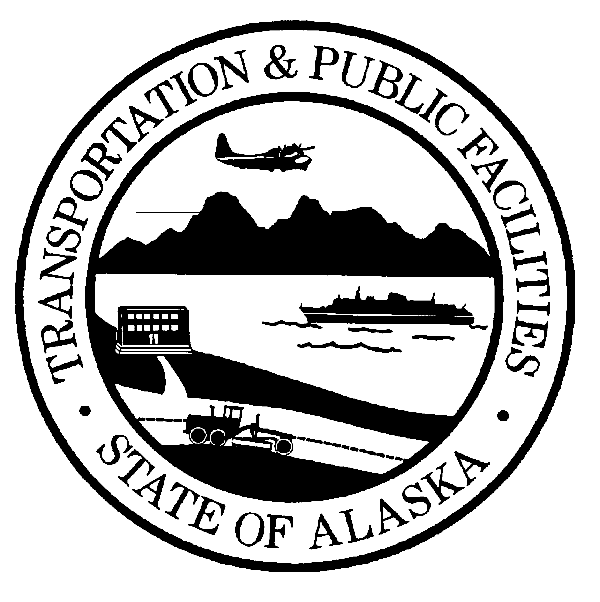 TRANSPORTATION & PUBLIC FACILITIES
STATE OF ALASKA